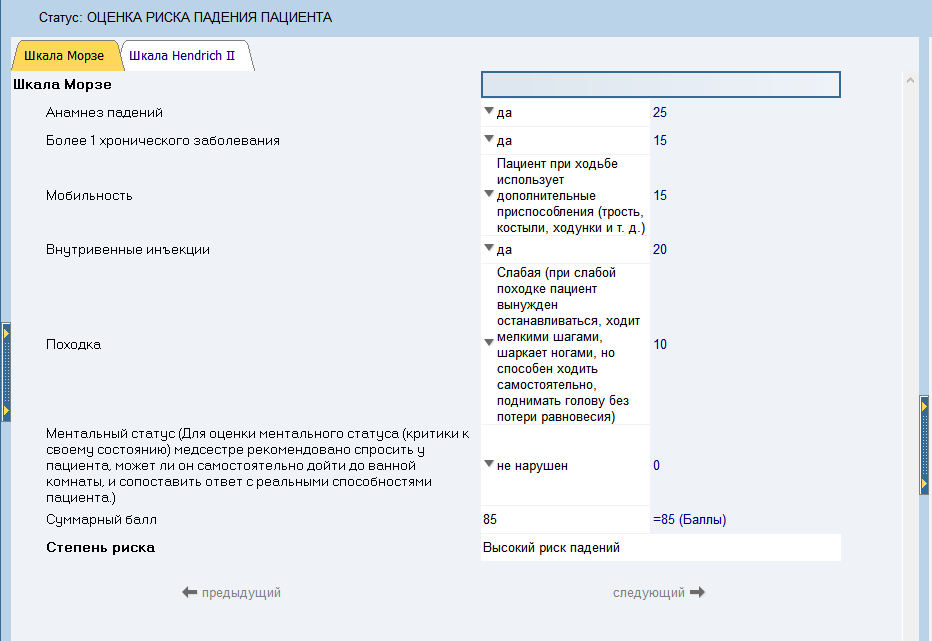 Статус: ОЦЕНКА РИСКА ПАДЕНИЯ ПАЦИЕНТА
Шкала Морзе
Шкала Hendrich II
Шкала Морзе
Анамнез падений
да
25
Более 1 хронического заболевания
да
15
Мобильность
Пациент при ходьбе
использует
дополнительные
приспособления (трость,
костыли, ходунки и т. д.)
15
Внутривенные инъекции
да
20
Походка
Слабая (при слабой
походке пациент
вынужден
останавливаться, ходит
мелкими шагами,
шаркает ногами, но
способен ходить
самостоятельно,
поднимать голову без
потери равновесия)
10
Ментальный статус (Для оценки ментального статуса (критики к
своему состоянию) медсестре рекомендовано спросить у
пациента, может ли он самостоятельно дойти до ванной
комнаты, и сопоставить ответ с реальными способностями
пациента.)
не нарушен
0
Суммарный балл
85
=85 (Баллы)
Степень риска
Высокий риск падений
предыдущий
следующий